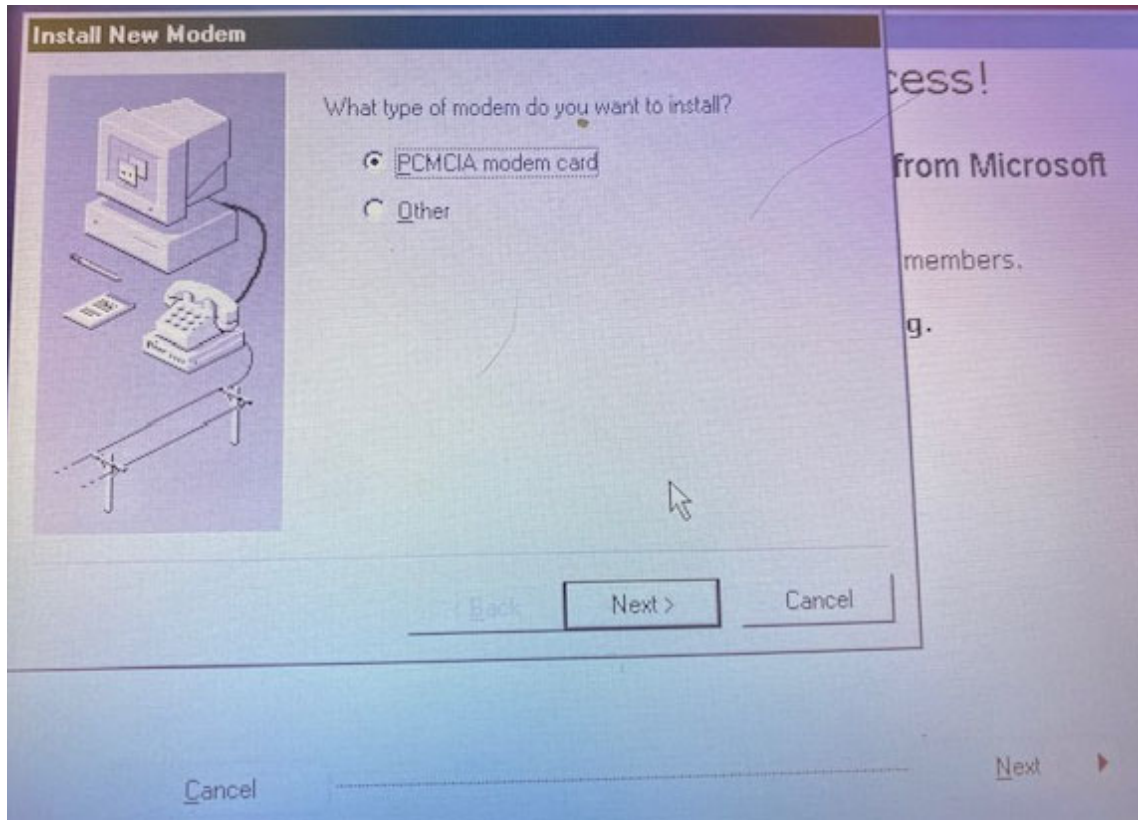 Install New Modem
What type of modem do you want to install?
PCMCIA modem card
Other
< Back
Next >
Cancel
cess!
from Microsoft
members.
g.
Cancel
Next